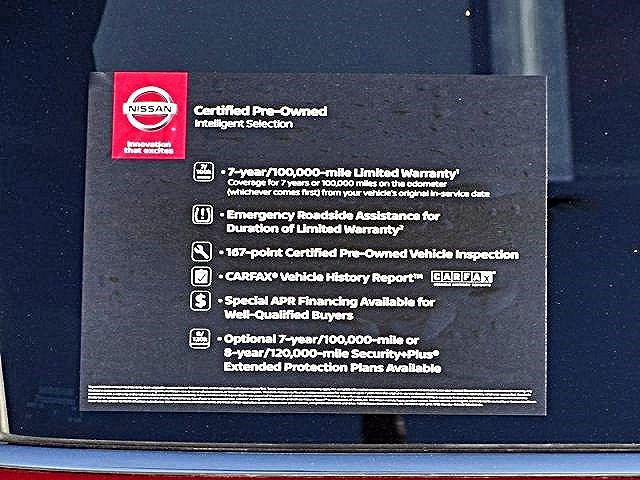 NISSAN
Innovation
that excites
Certified Pre-Owned
Intelligent Selection
7/
100k
• 7-year/100,000-mile Limited Warranty¹
Coverage for 7 years or 100,000 miles on the odometer
(whichever comes first) from your vehicle's original in-service date
• Emergency Roadside Assistance for
Duration of Limited Warranty²
• 167-point Certified Pre-Owned Vehicle Inspection
• CARFAX® Vehicle History Report™ CARFAX
$
• Special APR Financing Available for
Well-Qualified Buyers
8/
120k
• Optional 7-year/100,000-mile or
8-year/120,000-mile Security+Plus®
Extended Protection Plans Available